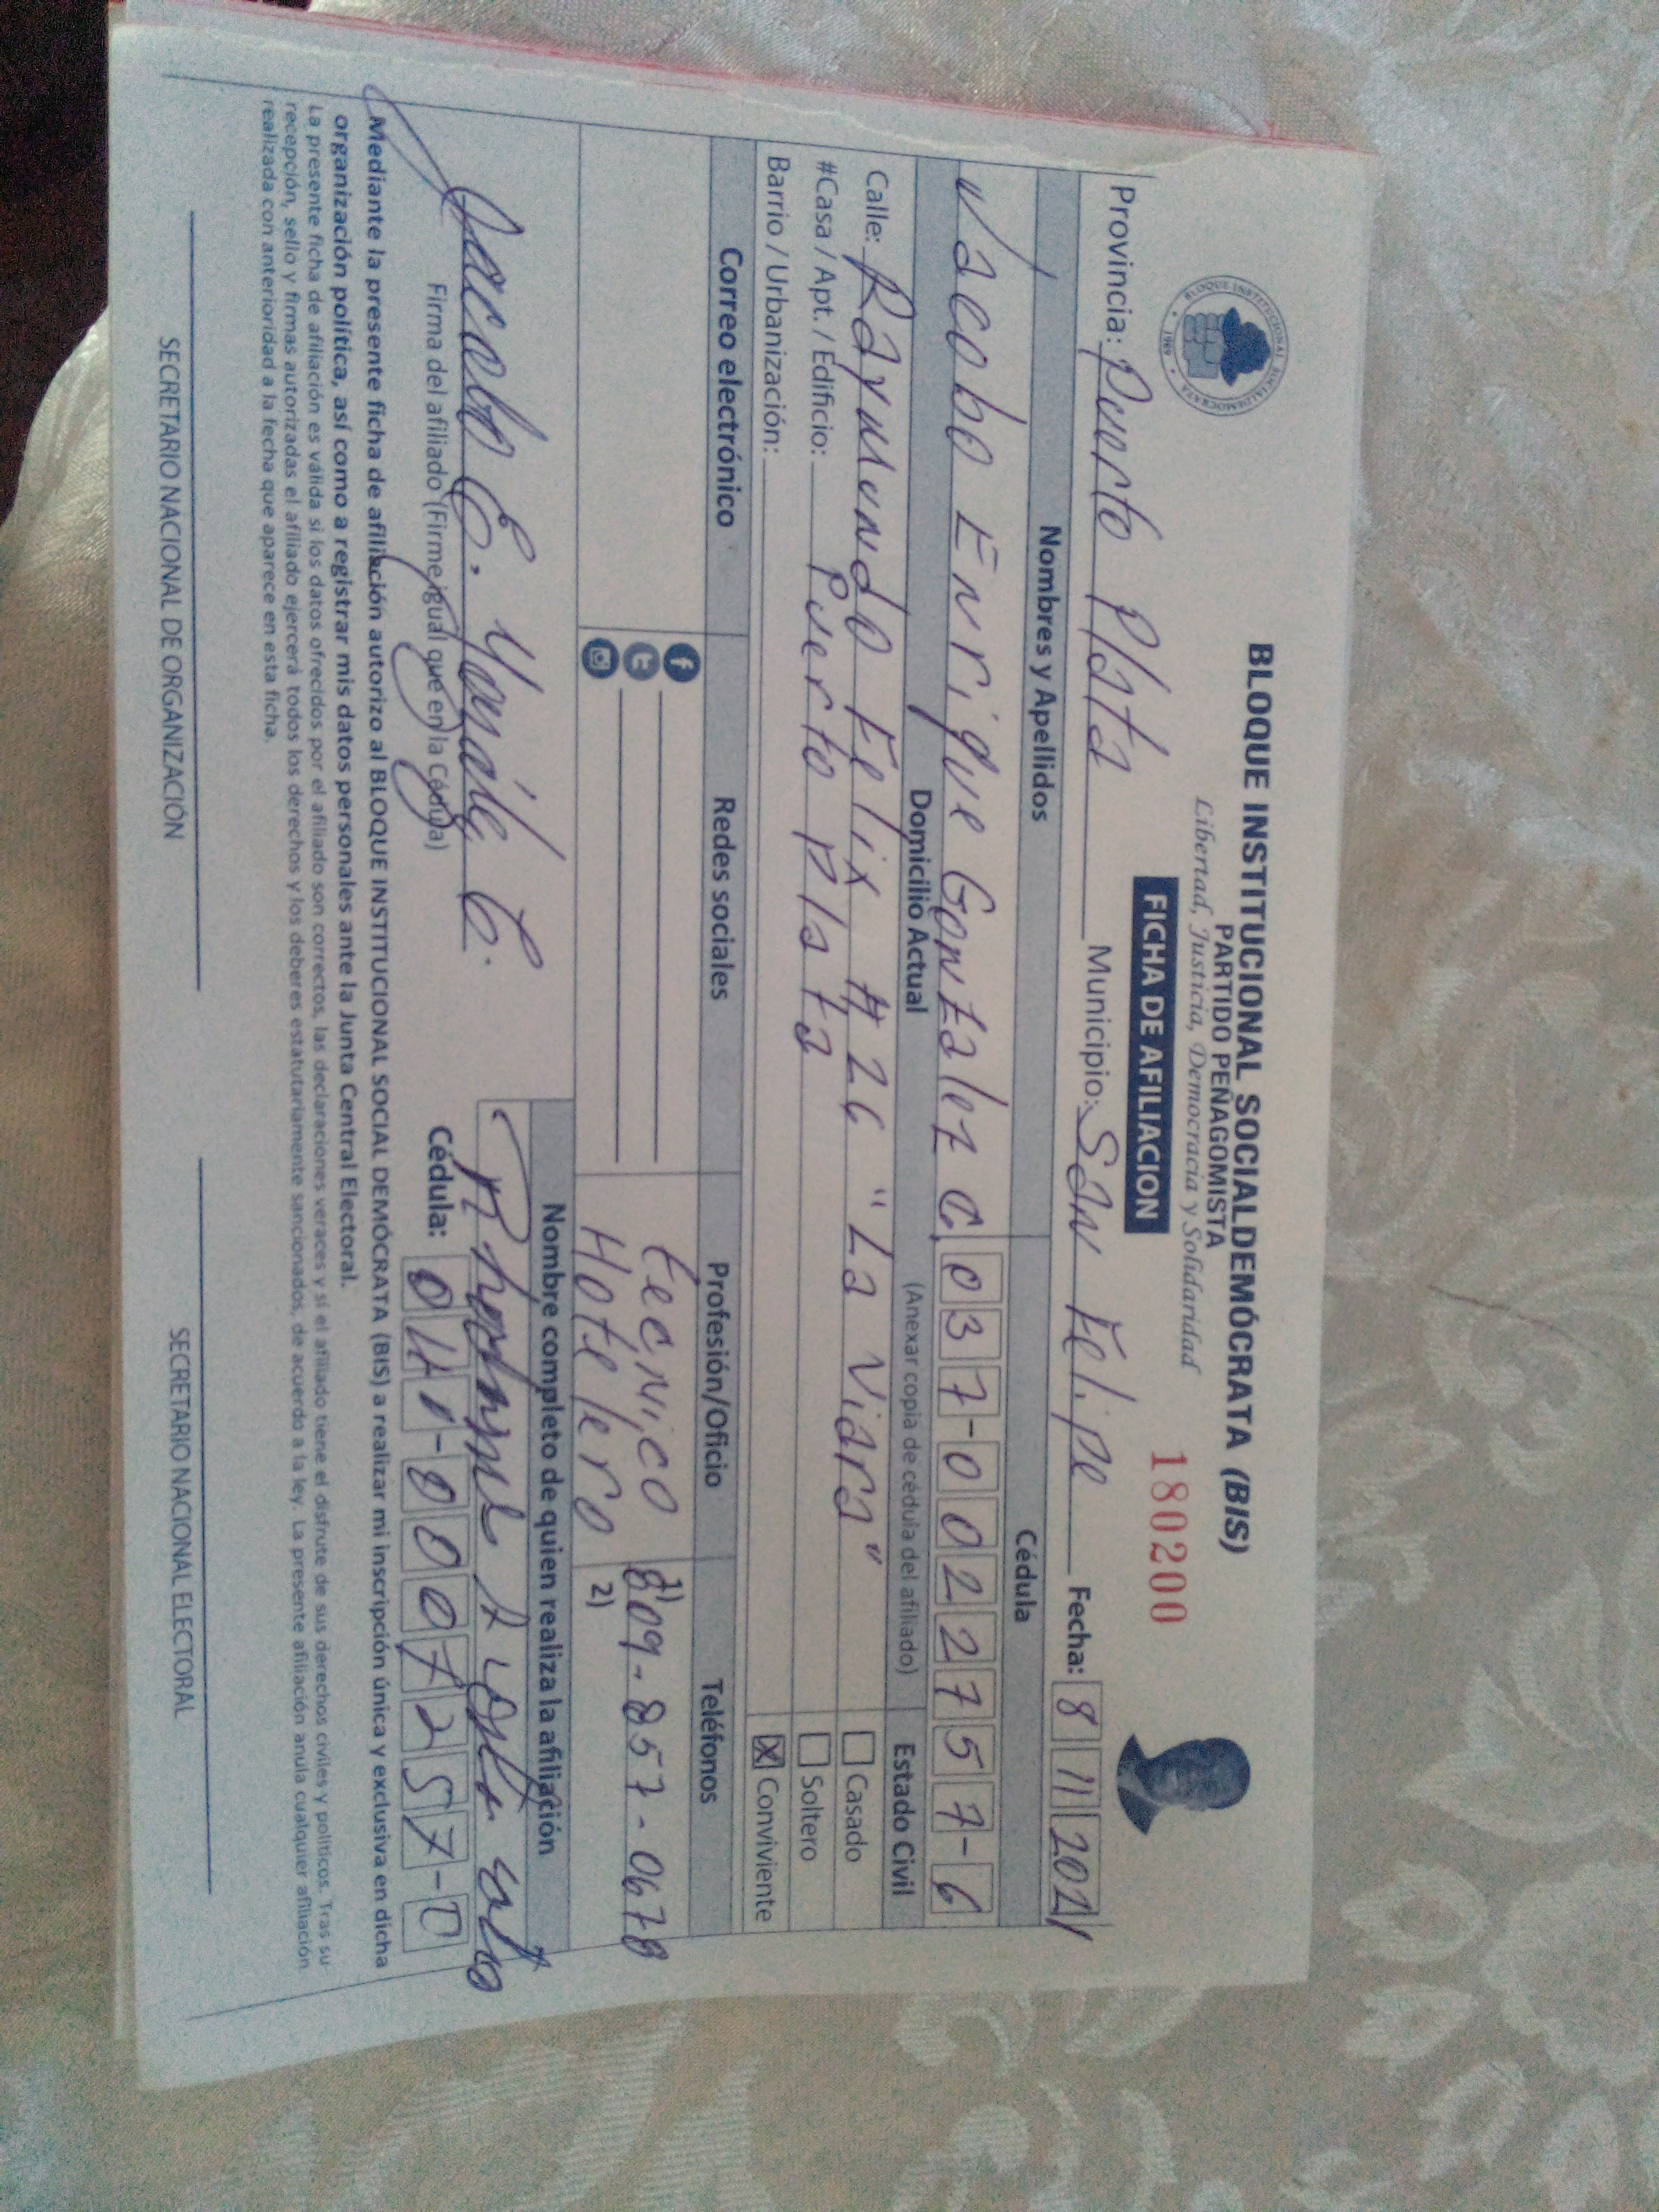 BLOQUE INSTITUCIONAL SOCIALDEMÓCRATA (BIS)
PARTIDO PEÑAGOMISTA
Libertad, Justicia, Democracia y Solidaridad
BLOQUE INSTITUCIONAL SOCIALDEMOCRATA 1989
FICHA DE AFILIACION
180200
Provincia: Puerto Plata Municipio: San Felipe Fecha: 8 11 2021
Nombres y Apellidos Cédula
Jacobo Enrique Gonzalez C. 037-0022757-6
Domicilio Actual (Anexar copia de cédula del afiliado) Estado Civil
Calle: Raymundo Felix # 26 "La Viara" Casado
#Casa / Apt. / Edificio: Puerto Plata Soltero
Barrio / Urbanización: X Conviviente
Correo electrónico Redes sociales Profesión/Oficio Teléfonos
tecnico 1) 809-857-0678
Hotelero 2)
Nombre completo de quien realiza la afiliación
Jacobo E. Gonzále C.
Firma del afiliado (Firme igual que en la Cédula) Cédula: 0
Mediante la presente ficha de afiliación autorizo al BLOQUE INSTITUCIONAL SOCIAL DEMÓCRATA (BIS) a realizar mi inscripción única y exclusiva en dicha
organización política, así como a registrar mis datos personales ante la Junta Central Electoral.
La presente ficha de afiliación es válida si los datos ofrecidos por el afiliado son correctos, las declaraciones veraces y si el afiliado tiene el disfrute de sus derechos civiles y políticos. Tras su
recepción, sello y firmas autorizadas el afiliado ejercerá todos los derechos y los deberes estatutariamente sancionados, de acuerdo a la ley. La presente afiliación anula cualquier afiliación
realizada con anterioridad a la fecha que aparece en esta ficha.
SECRETARIO NACIONAL DE ORGANIZACIÓN SECRETARIO NACIONAL ELECTORAL